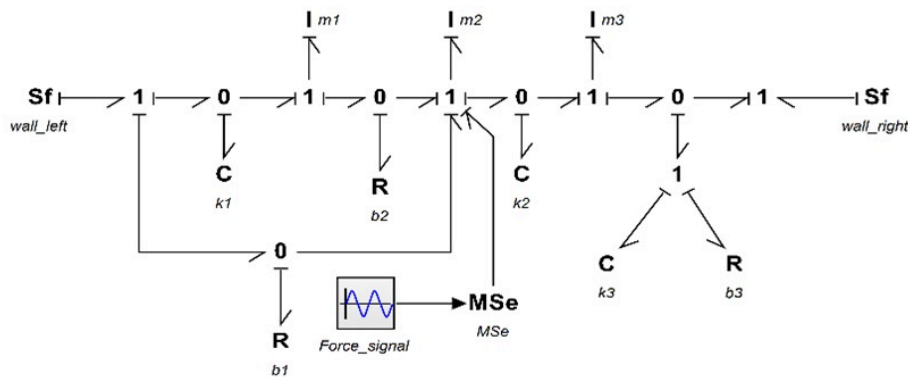 I m1
I m2
I m3
Sf 1 0 1 0 1 0 1 0 1 Sf
wall_left
wall_right
C
k1
R
b2
C
k2
1
0
C
k3
R
b3
R
b1
Force_signal
MSe
MSe